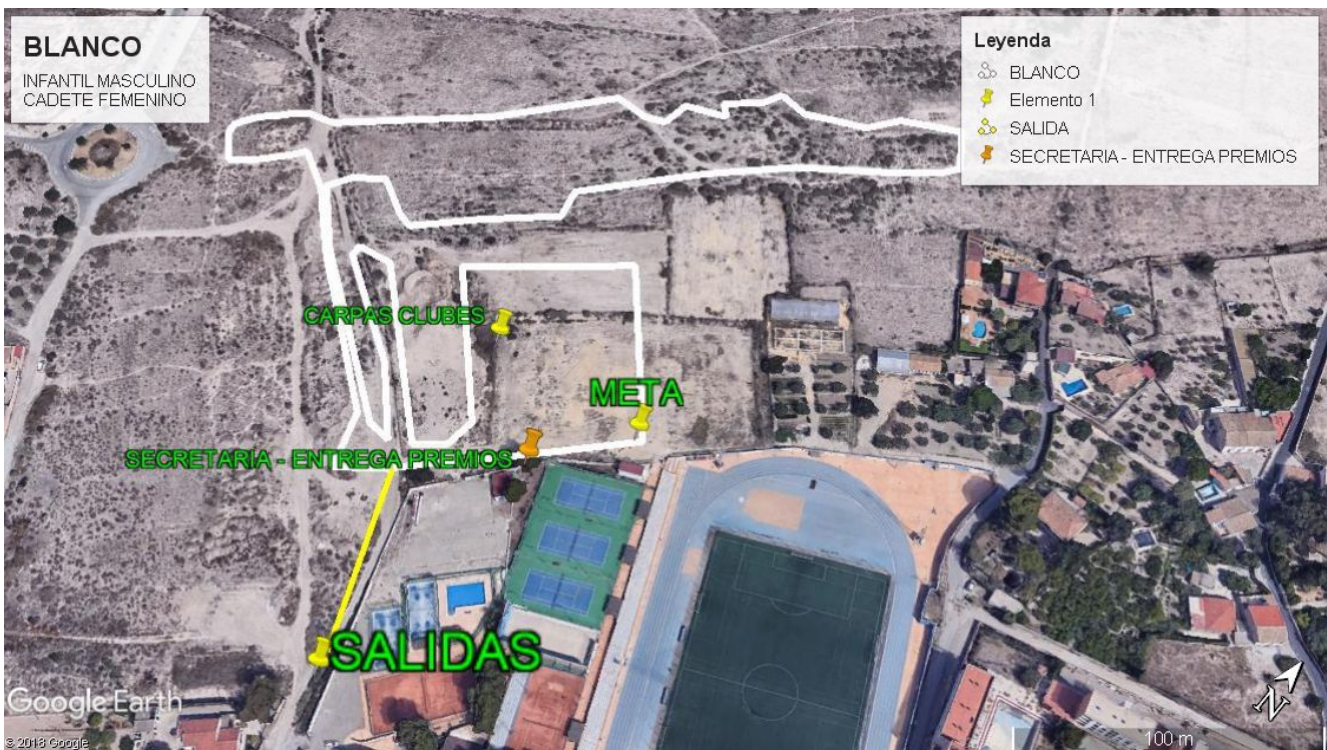 BLANCO
INFANTIL MASCULINO
CADETE FEMENINO
Leyenda
BLANCO
Elemento 1
SALIDA
SECRETARIA - ENTREGA PREMIOS
CARPAS CLUBES
META
SECRETARIA - ENTREGA PREMIOS
SALIDAS
Google Earth
© 2018 Google
N
100 m